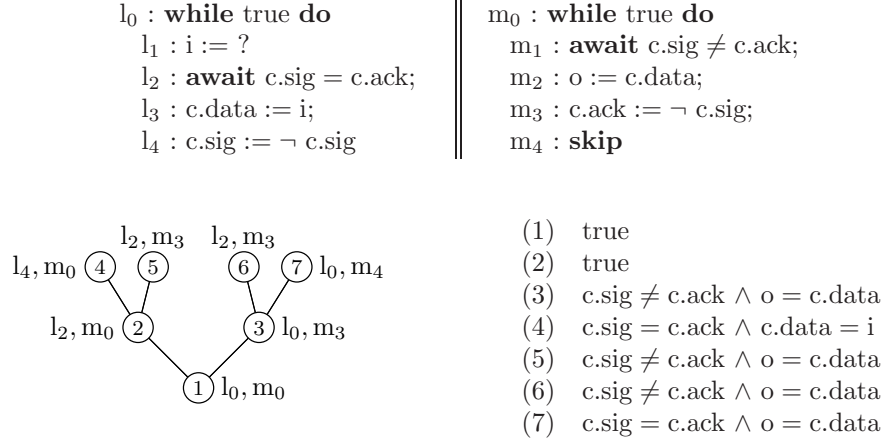 l0 : while true do
l1 : i := ?
l2 : await c.sig = c.ack;
l3 : c.data := i;
l4 : c.sig := ¬ c.sig
m0 : while true do
m1 : await c.sig ≠ c.ack;
m2 : o := c.data;
m3 : c.ack := ¬ c.sig;
m4 : skip
l2, m3 l2, m3
l4, m0 4 5 6 7 l0, m4
l2, m0 2 3 l0, m3
1 l0, m0
(1) true
(2) true
(3) c.sig ≠ c.ack ∧ o = c.data
(4) c.sig = c.ack ∧ c.data = i
(5) c.sig ≠ c.ack ∧ o = c.data
(6) c.sig ≠ c.ack ∧ o = c.data
(7) c.sig = c.ack ∧ o = c.data